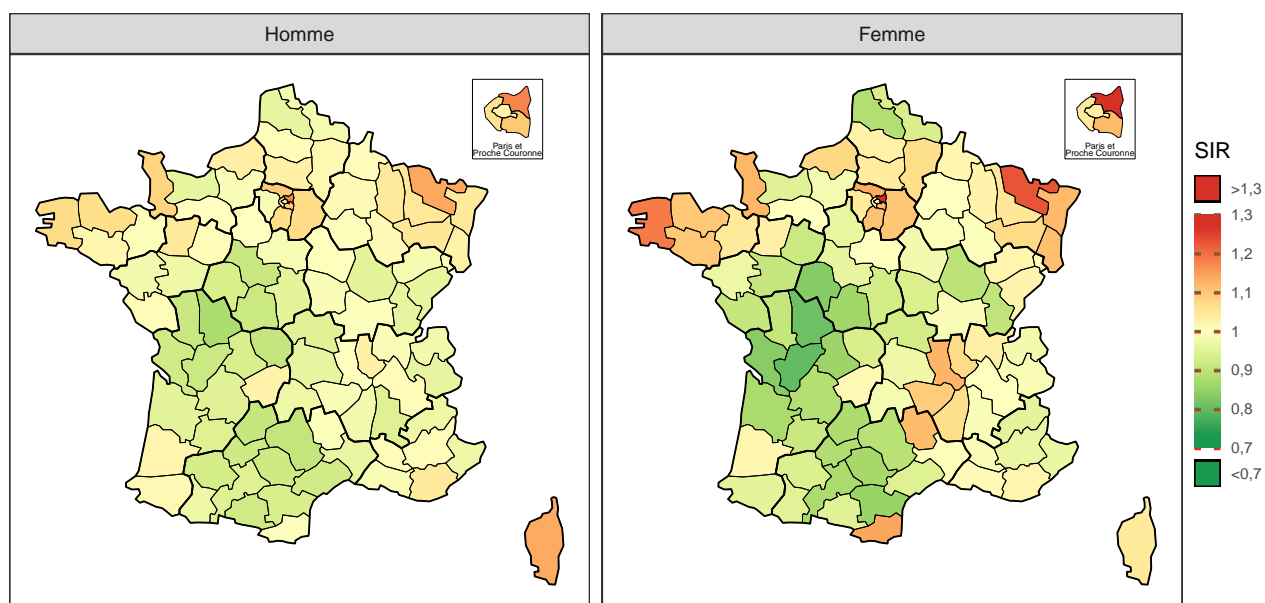 Homme
Femme
Paris et
Proche Couronne
Paris et
Proche Couronne
SIR
>1,3
1,3
1,2
1,1
1
0,9
0,8
0,7
<0,7